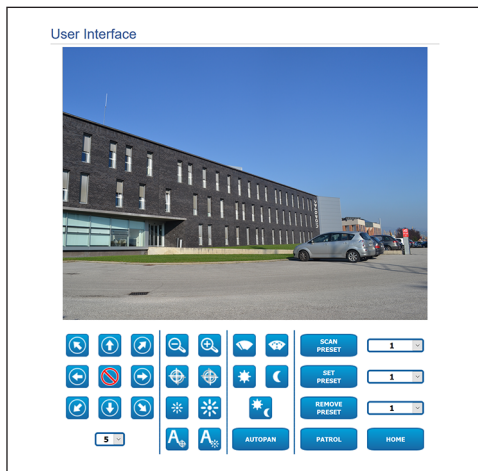 User Interface
SCAN
PRESET
1
SET
PRESET
1
REMOVE
PRESET
1
5
A
A
AUTOPAN
PATROL
HOME